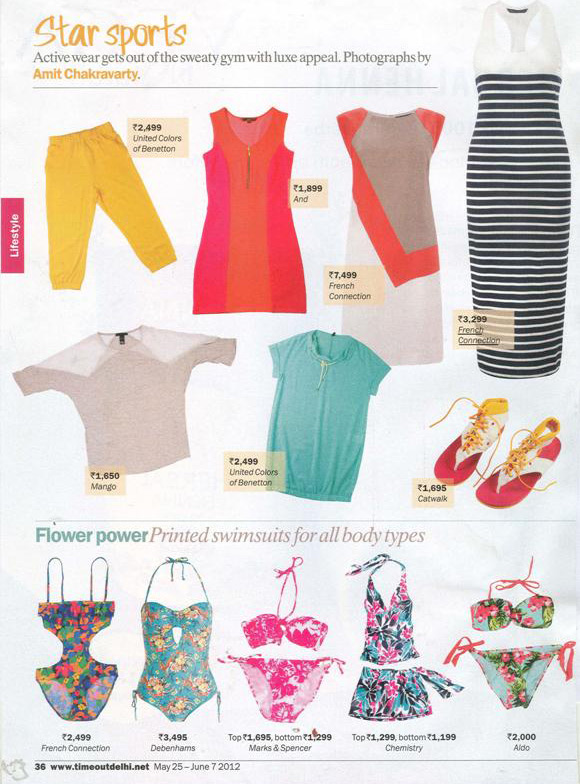 Star sports
Active wear gets out of the sweaty gym with luxe appeal. Photographs by
Amit Chakravarty.
₹2,499
United Colors
of Benetton
₹1,899
And
₹7,499
French
Connection
₹3,299
French
Connection
Lifestyle
₹1,650
Mango
₹2,499
United Colors
of Benetton
₹1,695
Catwalk
Flower power Printed swimsuits for all body types
₹2,499
French Connection
₹3,495
Debenhams
Top ₹1,695, bottom ₹1,299
Marks & Spencer
Top ₹1,299, bottom ₹1,199
Chemistry
₹2,000
Aldo
36 www.timeoutdelhi.net May 25 – June 7 2012